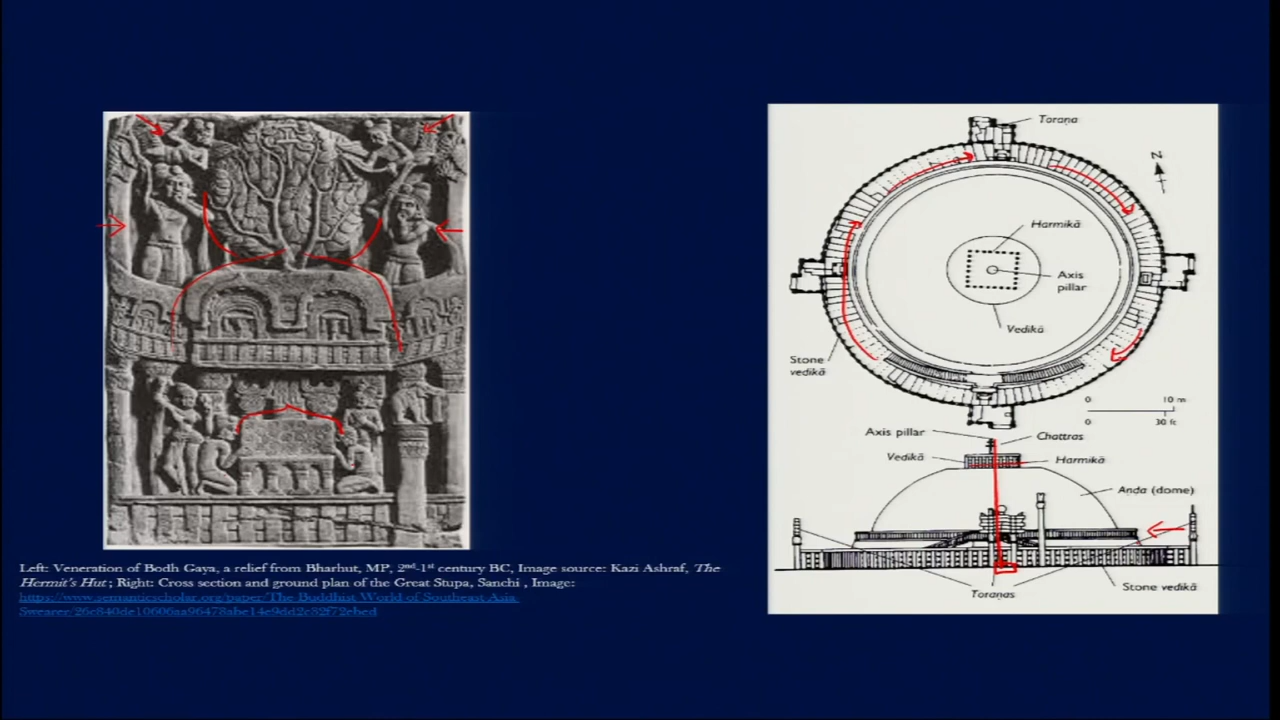 Toraṇa
N
Harmikā
Axis
pillar
Vedikā
Stone
vedikā
0 10 m
0 30 fc
Axis pillar
Chattras
Vedikā
Harmikā
Aṇḍa (dome)
Toraṇas
Stone vedikā
Left: Veneration of Bodh Gaya, a relief from Bharhut, MP, 2nd-1st century BC, Image source: Kazi Ashraf, The
Hermit's Hut ; Right: Cross section and ground plan of the Great Stupa, Sanchi , Image:
https://www.semanticscholar.org/paper/The-Buddhist-World-of-Southeast-Asia-